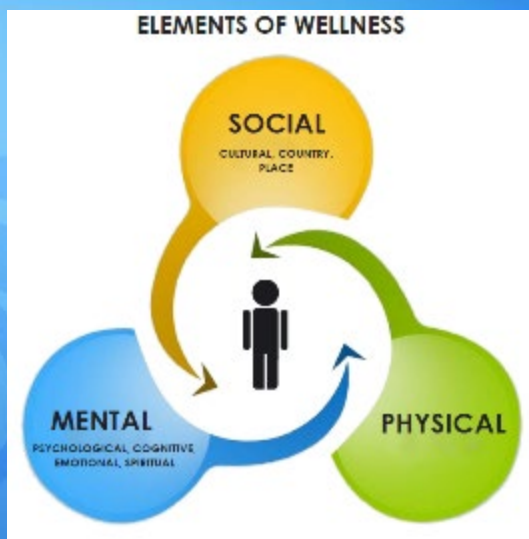 ELEMENTS OF WELLNESS
SOCIAL
CULTURAL, COUNTRY,
PLACE
MENTAL
PSYCHOLOGICAL, COGNITIVE
EMOTIONAL, SPIRITUAL
PHYSICAL